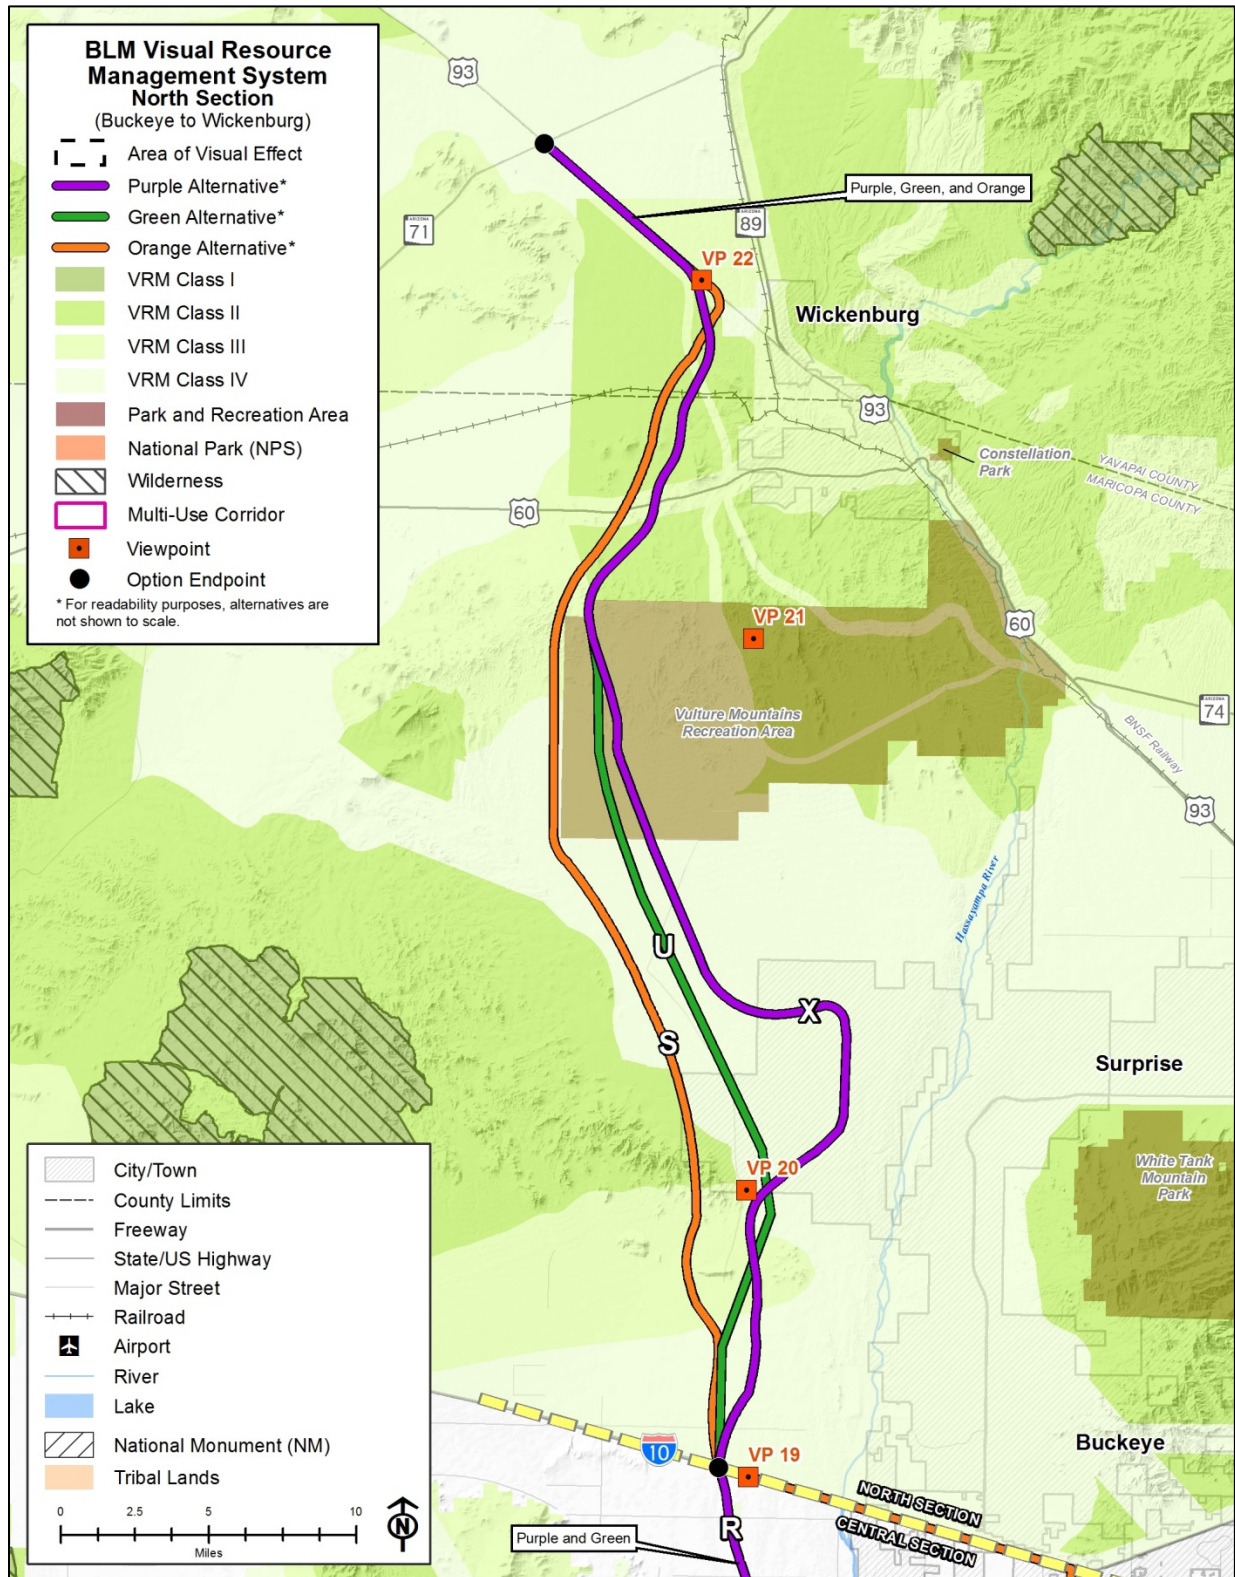 BLM Visual Resource
Management System
North Section
(Buckeye to Wickenburg)
Area of Visual Effect
Purple Alternative*
Green Alternative*
Orange Alternative*
VRM Class I
VRM Class II
VRM Class III
VRM Class IV
Park and Recreation Area
National Park (NPS)
Wilderness
Multi-Use Corridor
Viewpoint
Option Endpoint
* For readability purposes, alternatives are
not shown to scale.
93
Purple, Green, and Orange
ARIZONA
71
ARIZONA
89
VP 22
Wickenburg
93
Constellation
Park
YAVAPAI COUNTY
MARICOPA COUNTY
60
VP 21
60
Vulture Mountains
Recreation Area
ARIZONA
74
BNSF Railway
93
Hassayampa River
U
X
S
Surprise
VP 20
White Tank
Mountain
Park
City/Town
County Limits
Freeway
State/US Highway
Major Street
Railroad
Airport
River
Lake
National Monument (NM)
Tribal Lands
0 2.5 5 10
Miles
N
10
VP 19
Buckeye
NORTH SECTION
CENTRAL SECTION
R
Purple and Green